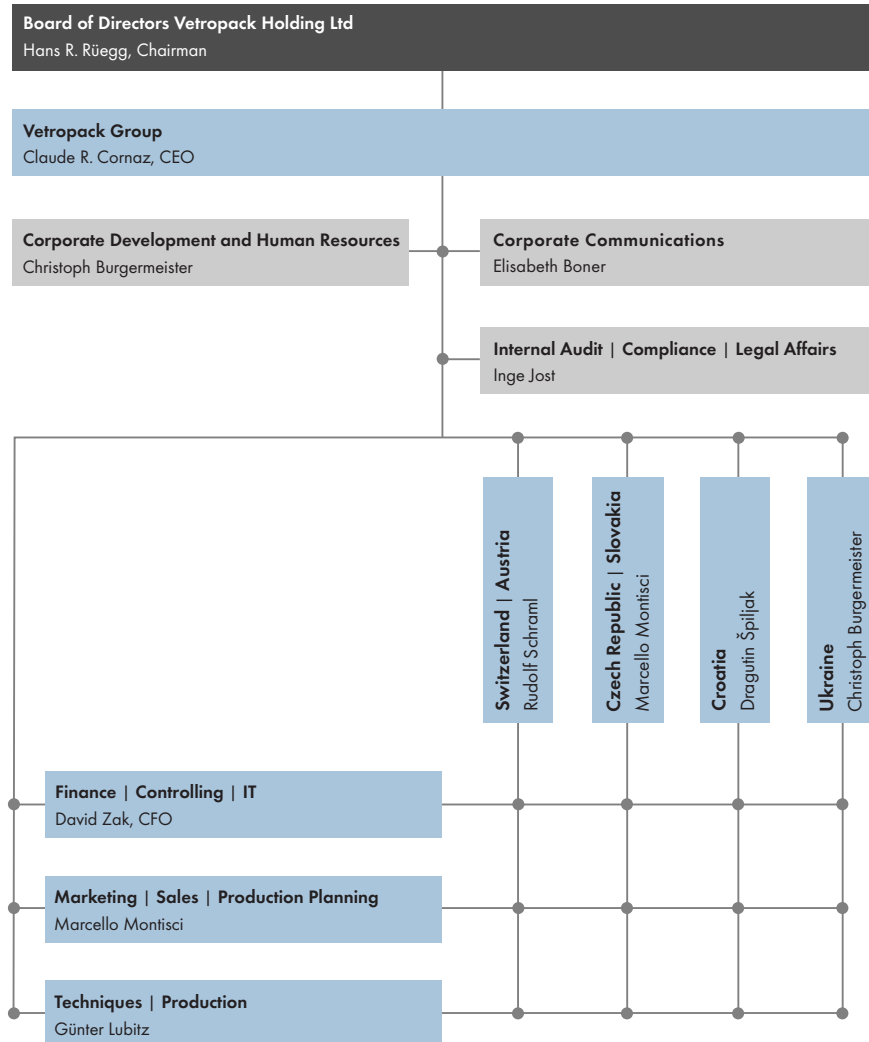 Board of Directors Vetropack Holding Ltd
Hans R. Rüegg, Chairman
Vetropack Group
Claude R. Cornaz, CEO
Corporate Development and Human Resources
Christoph Burgermeister
Corporate Communications
Elisabeth Boner
Internal Audit | Compliance | Legal Affairs
Inge Jost
Switzerland | Austria
Rudolf Schraml
Czech Republic | Slovakia
Marcello Montisci
Croatia
Dragutin Špiljak
Ukraine
Christoph Burgermeister
Finance | Controlling | IT
David Zak, CFO
Marketing | Sales | Production Planning
Marcello Montisci
Techniques | Production
Günter Lubitz